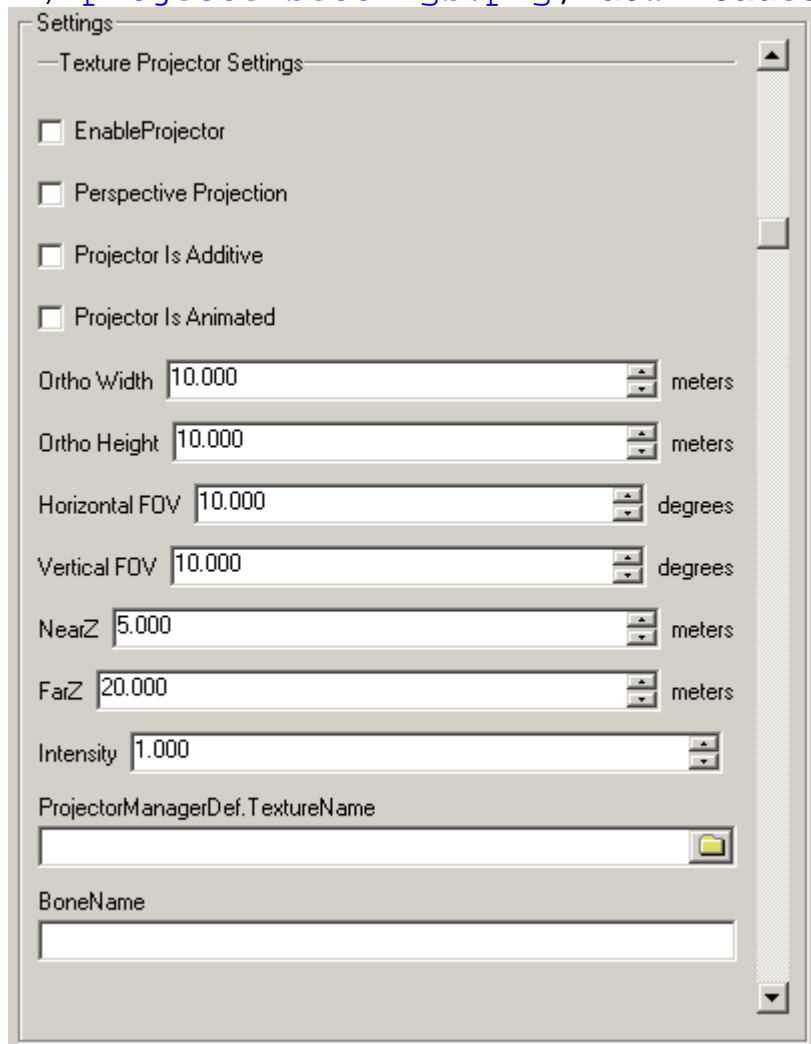 Settings
Texture Projector Settings
EnableProjector
Perspective Projection
Projector Is Additive
Projector Is Animated
Ortho Width 10.000 meters
Ortho Height 10.000 meters
Horizontal FOV 10.000 degrees
Vertical FOV 10.000 degrees
NearZ 5.000 meters
FarZ 20.000 meters
Intensity 1.000
ProjectorManagerDef.TextureName
BoneName